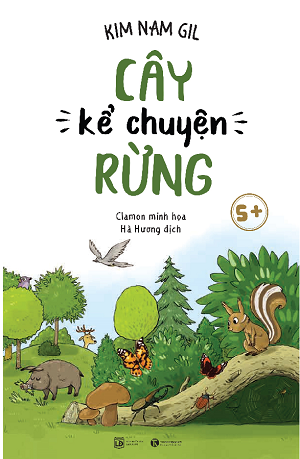 KIM NAM GIL
CÂY
kể chuyện
RỪNG
5+
Clamon minh họa
Hà Hương dịch